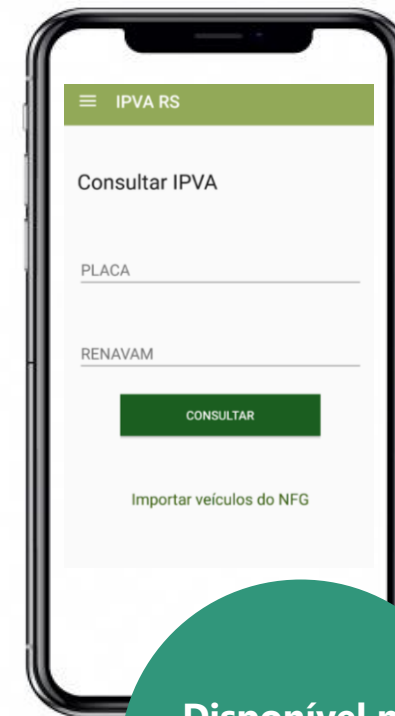 IPVA RS
Consultar IPVA
PLACA
RENAVAM
CONSULTAR
Importar veículos do NFG
Disponível